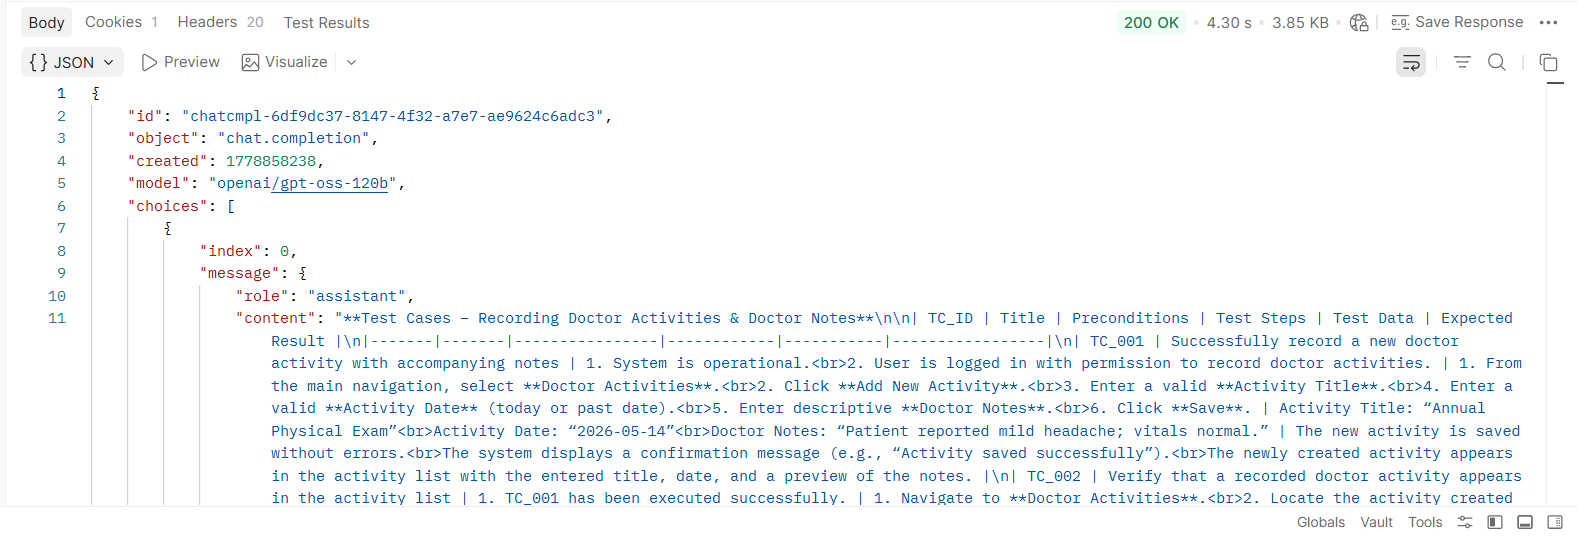 Body Cookies 1 Headers 20 Test Results 200 OK • 4.30 s • 3.85 KB • e.g. Save Response
{} JSON Preview Visualize
1 {
2 "id": "chatcmpl-6df9dc37-8147-4f32-a7e7-ae9624c6adc3",
3 "object": "chat.completion",
4 "created": 1778858238,
5 "model": "openai/gpt-oss-120b",
6 "choices": [
7 {
8 "index": 0,
9 "message": {
10 "role": "assistant",
11 "content": "**Test Cases – Recording Doctor Activities & Doctor Notes**\n\n| TC_ID | Title | Preconditions | Test Steps | Test Data | Expected
Result |\n|-------|-------|----------------|------------|-----------|-----------------|\n| TC_001 | Successfully record a new doctor
activity with accompanying notes | 1. System is operational.<br>2. User is logged in with permission to record doctor activities. | 1. From
the main navigation, select **Doctor Activities**.<br>2. Click **Add New Activity**.<br>3. Enter a valid **Activity Title**.<br>4. Enter a
valid **Activity Date** (today or past date).<br>5. Enter descriptive **Doctor Notes**.<br>6. Click **Save**. | Activity Title: “Annual
Physical Exam”<br>Activity Date: “2026-05-14”<br>Doctor Notes: “Patient reported mild headache; vitals normal.” | The new activity is saved
without errors.<br>The system displays a confirmation message (e.g., “Activity saved successfully”).<br>The newly created activity appears
in the activity list with the entered title, date, and a preview of the notes. |\n| TC_002 | Verify that a recorded doctor activity appears
in the activity list | 1. TC_001 has been executed successfully. | 1. Navigate to **Doctor Activities**.<br>2. Locate the activity created
Globals Vault Tools